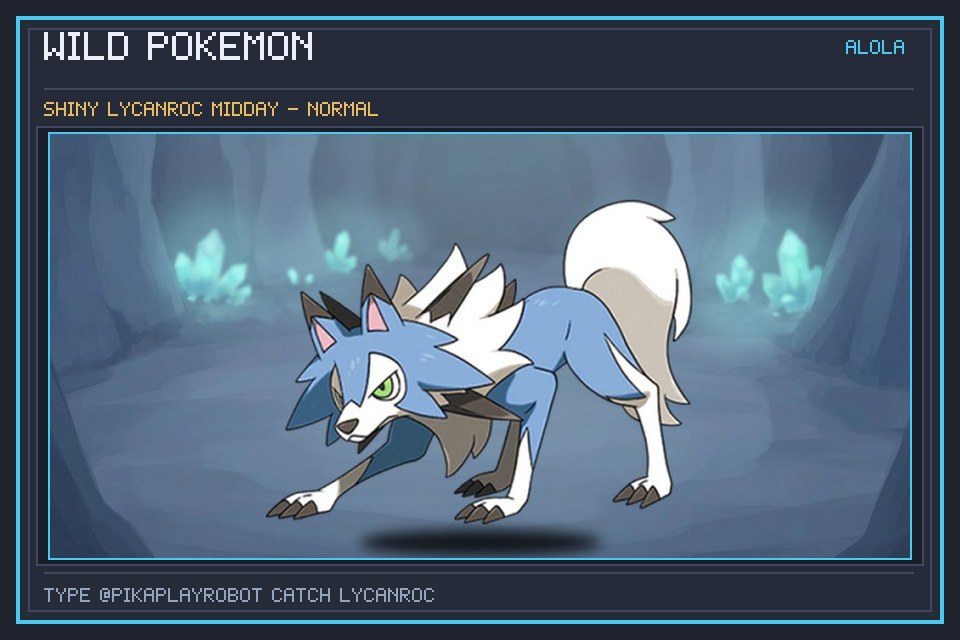 WILD POKEMON
ALOLA
SHINY LYCANROC MIDDAY - NORMAL
TYPE @PIKAPLAYROBOT CATCH LYCANROC